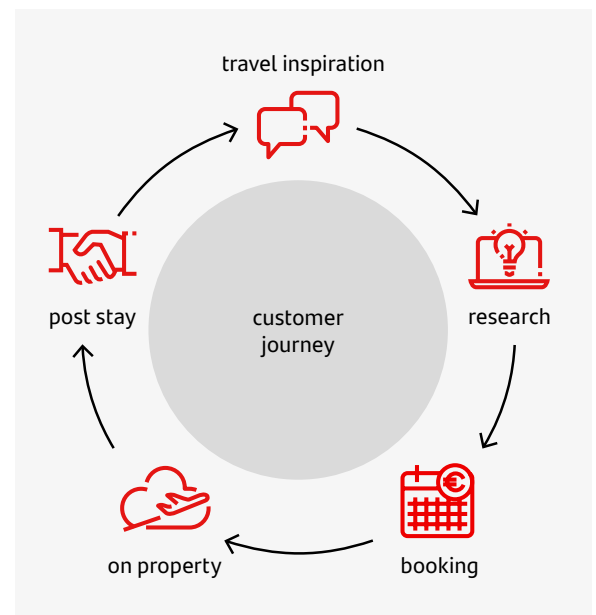 travel inspiration
research
booking
on property
post stay
customer
journey
€